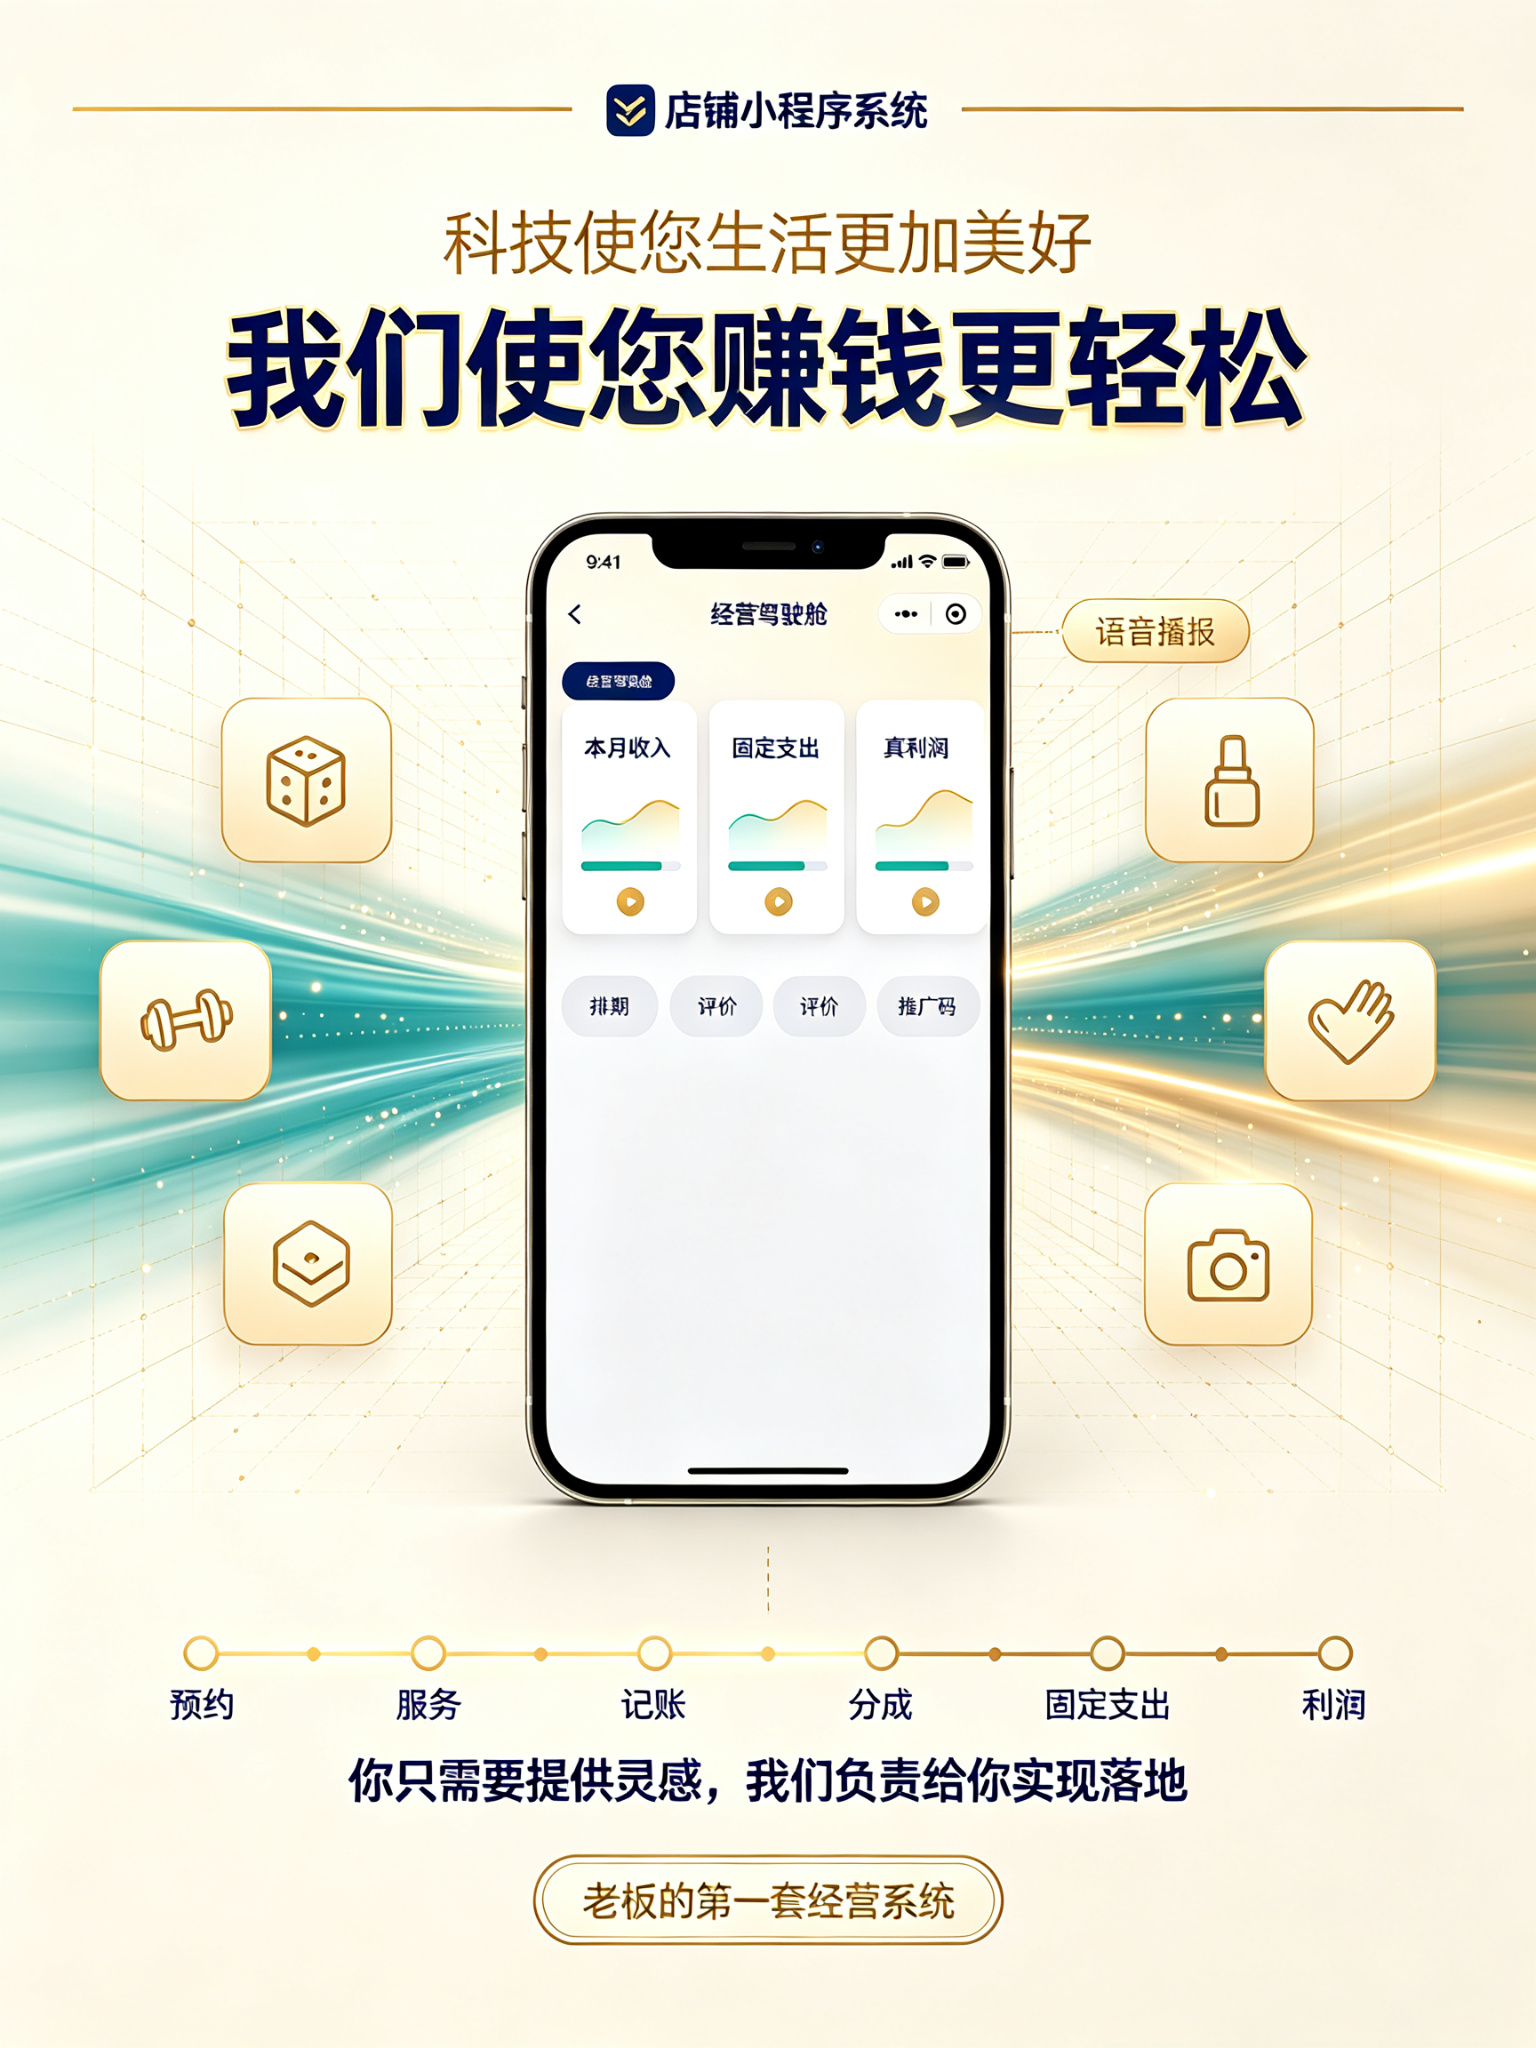 店铺小程序系统
科技使您生活更加美好
我们使您赚钱更轻松
9:41
经营驾驶舱
语音播报
本月收入 固定支出 真利润
排期 评价 评价 推广码
预约 服务 记账 分成 固定支出 利润
你只需要提供灵感，我们负责给你实现落地
老板的第一套经营系统